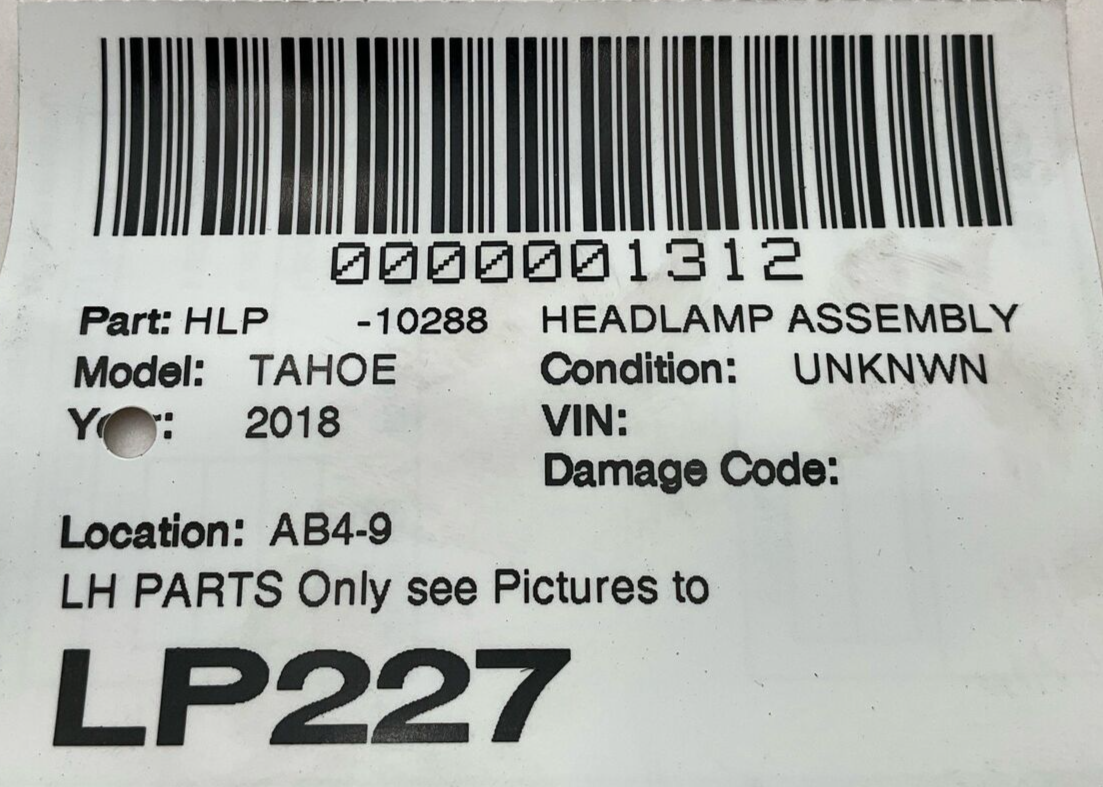 0000001312
Part: HLP -10288 HEADLAMP ASSEMBLY
Model: TAHOE Condition: UNKNWN
2018 VIN:
Damage Code:
Location: AB4-9
LH PARTS Only see Pictures to
LP227